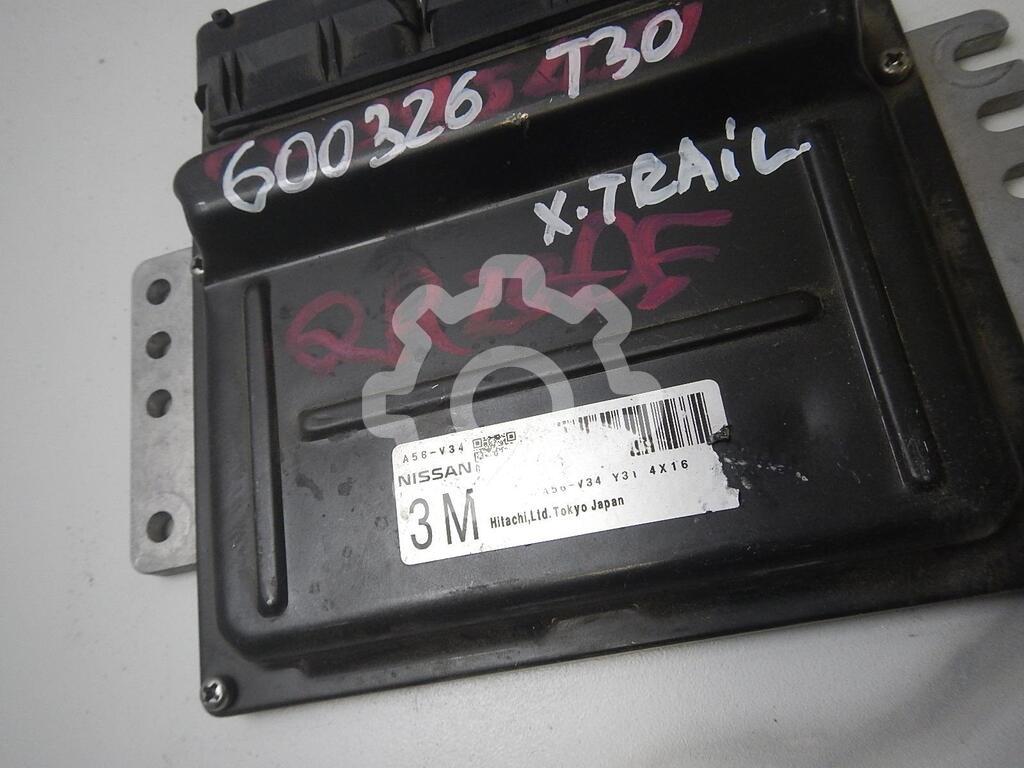 600326 T30
X-TRAIL
A56-V34
NISSAN
A56-V34 Y31 4X16
3M
Hitachi,Ltd.Tokyo Japan